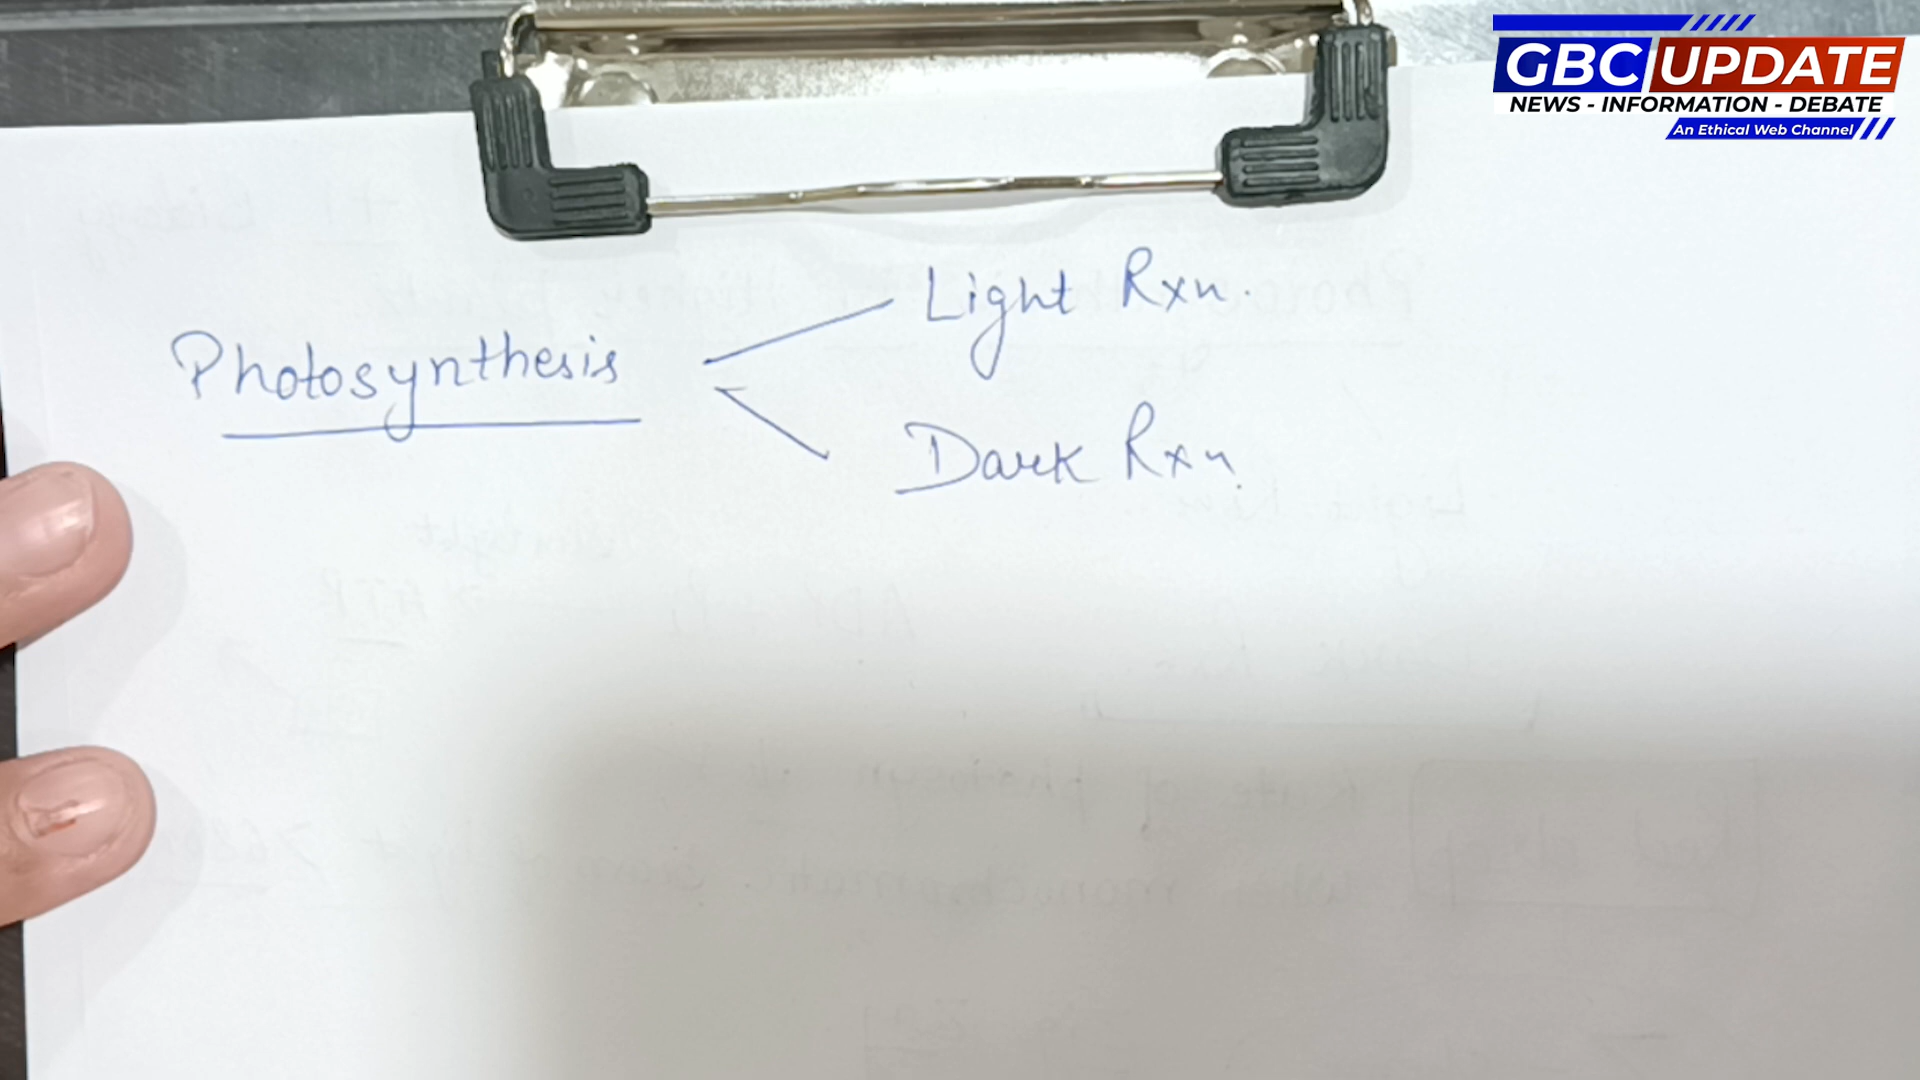 GBC UPDATE
NEWS - INFORMATION - DEBATE
An Ethical Web Channel
Light Rxn.
Photosynthesis
Dark Rxn.